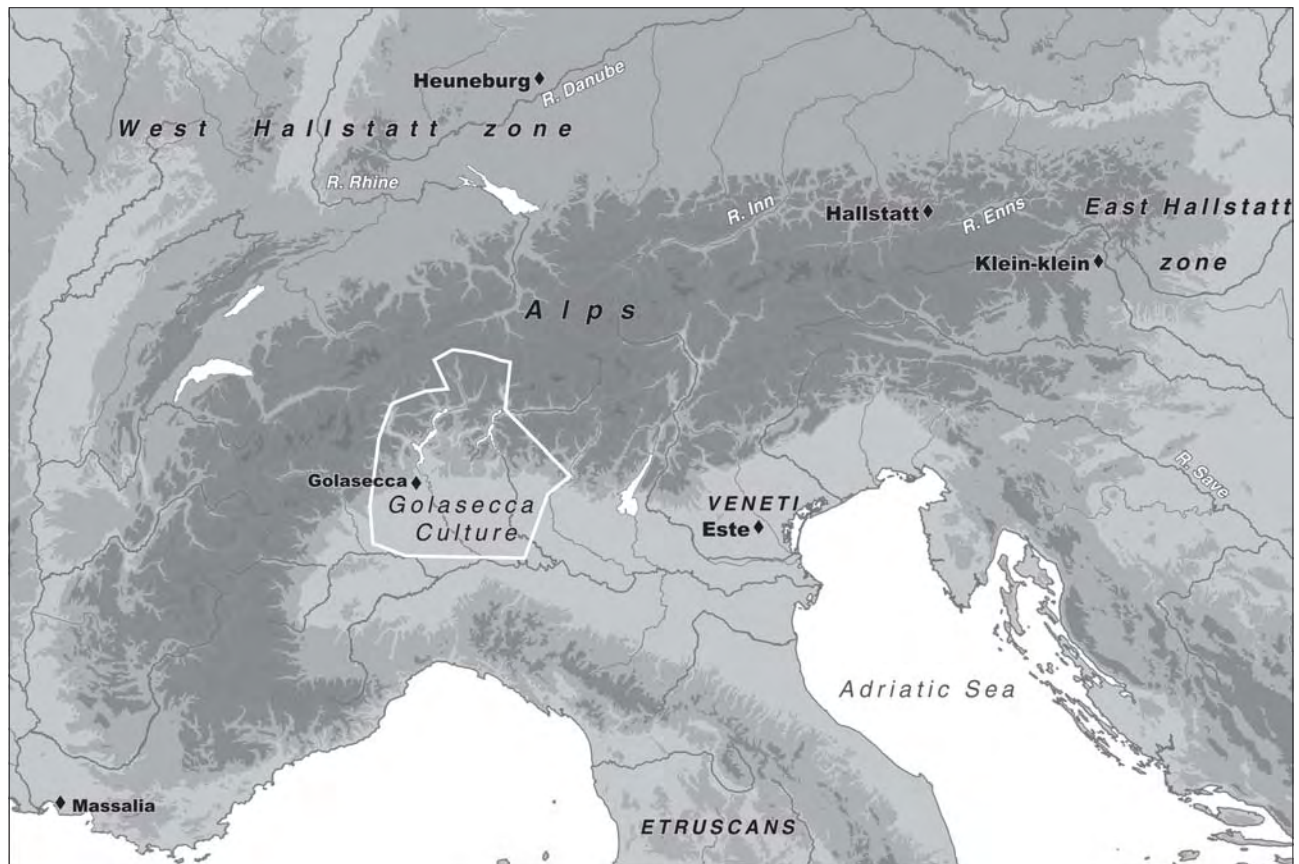 Heuneburg
R. Danube
West Hallstatt zone
R. Rhine
R. Inn
Hallstatt
R. Enns
East Hallstatt
zone
Klein-klein
Alps
Golasecca
Golasecca
Culture
VENETI
Este
R. Save
Adriatic Sea
Massalia
ETRUSCANS